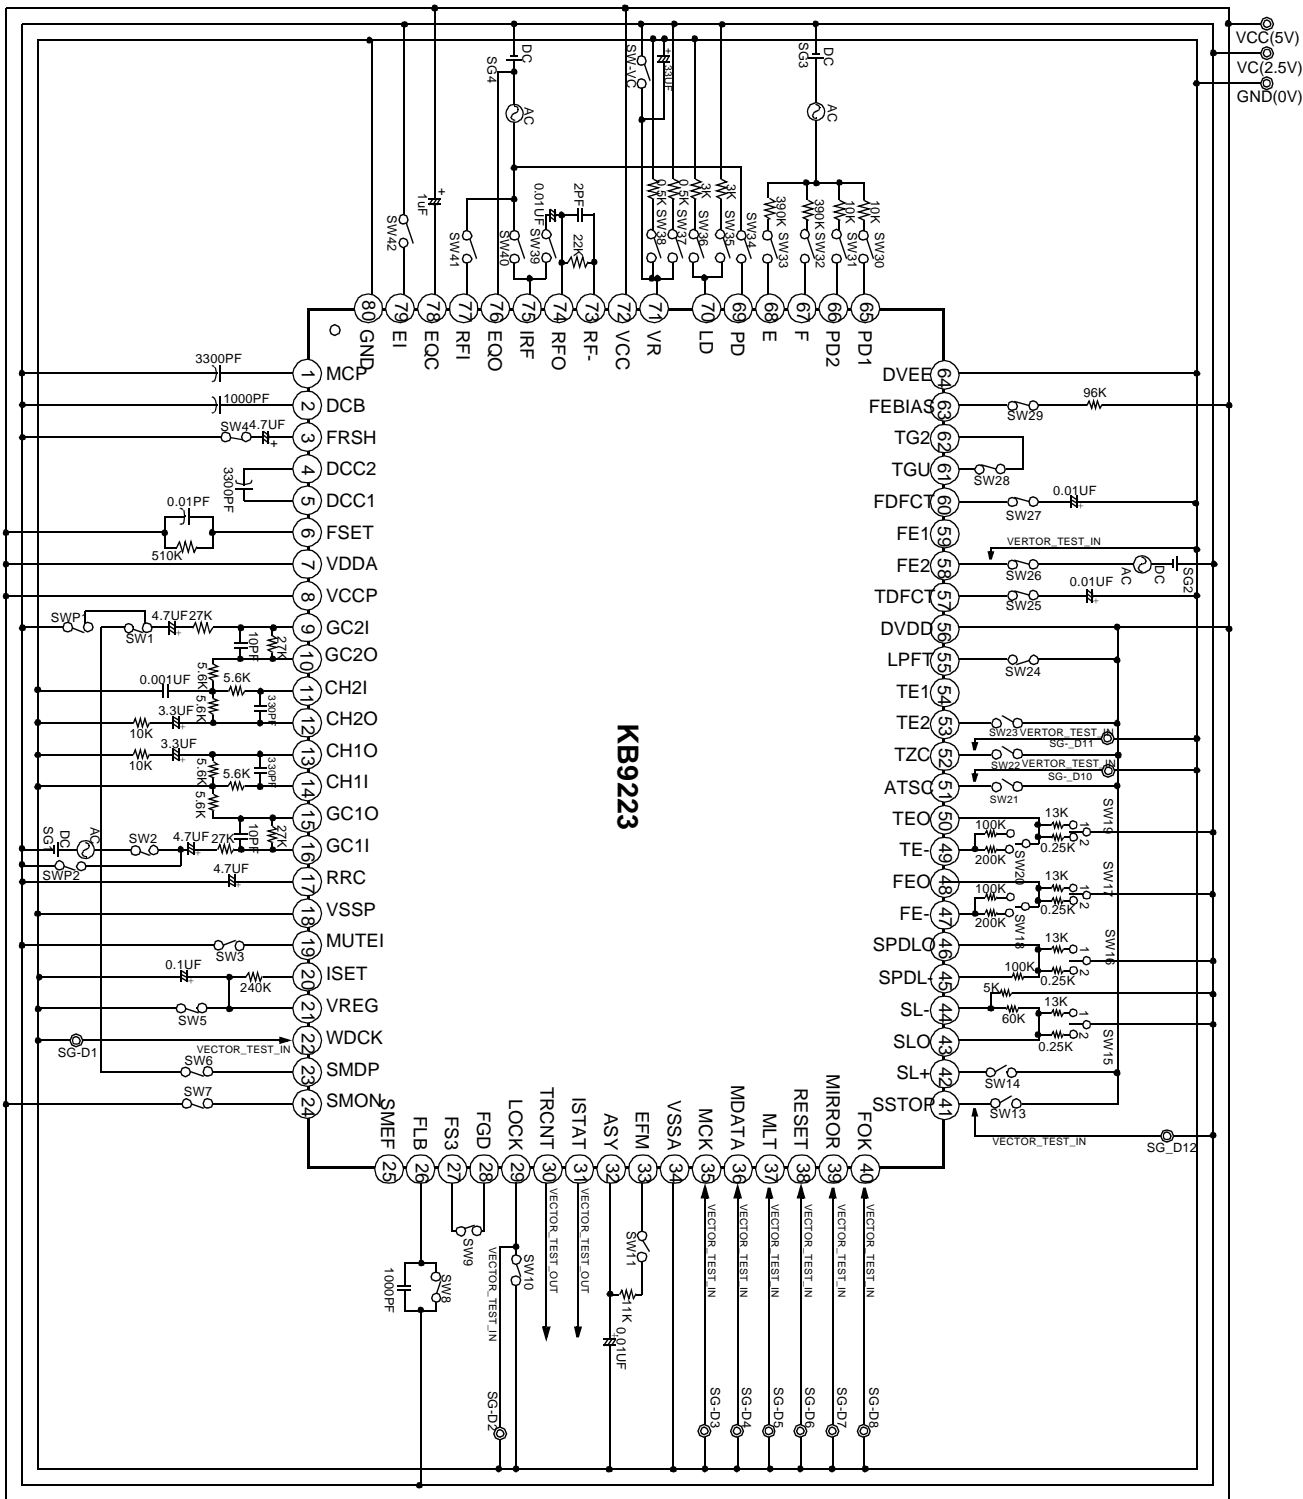 VCC(5V)
VC(2.5V)
GND(0V)
DC
SG4
AC
SW-VC
33UF
+
DC
SG3
AC
+
1uF
SW42
SW41
SW40
0.01UF
SW39
2PF
22K
0.5K
SW38
0.5K
SW37
3K
SW36
3K
SW35
SW34
390K
SW33
390K
SW32
10K
SW31
10K
SW30
80 GND
79 EI
78 EQC
77 RFI
76 EQO
75 IRF
74 RFO
73 RF-
72 VCC
71 VR
70 LD
69 PD
68 E
67 F
66 PD2
65 PD1
3300PF
1 MCP
1000PF
2 DCB
SW4 4.7UF
+
3 FRSH
4 DCC2
3300PF
5 DCC1
0.01PF
6 FSET
510K
7 VDDA
8 VCCP
SWP1
SW1
4.7UF 27K
9 GC2I
10PF
27K
10 GC2O
5.6K
0.001UF
5.6K
11 CH2I
5.6K
330PF
3.3UF
10K
12 CH2O
3.3UF
10K
13 CH1O
5.6K
330PF
5.6K
14 CH1I
5.6K
15 GC1O
10PF
27K
SG1
DC
AC
SW2
4.7UF 27K
16 GC1I
SWP2
4.7UF
17 RRC
18 VSSP
SW3
19 MUTEI
0.1UF
240K
20 ISET
SW5
21 VREG
SG-D1
VECTOR_TEST_IN
22 WDCK
SW6
23 SMDP
SW7
24 SMON
KB9223
DVEE 64
FEBIAS 63
SW29
96K
TG2 62
TGU 61
SW28
FDFCT 60
SW27
0.01UF
FE1 59
VERTOR_TEST_IN
FE2 58
SW26
AC
DC
SG2
TDFCT 57
SW25
0.01UF
DVDD 56
LPFT 55
SW24
TE1 54
TE2 53
SW23 VERTOR_TEST_IN
SG-_D11
TZC 52
SW22 VERTOR_TEST_IN
SG-_D10
ATSC 51
SW21
TEO 50
13K
1
SW19
100K
TE- 49
200K
SW20
0.25K
2
FEO 48
13K
1
SW17
100K
FE- 47
200K
SW18
0.25K
2
SPDLO 46
13K
1
SW16
SPDL- 45
100K
0.25K
2
5K
SL- 44
60K
13K
1
SLO 43
0.25K
2
SW15
SL+ 42
SW14
SSTOP 41
SW13
VECTOR_TEST_IN
SG_D12
SMEF 25
FLB 26
FS3 27
FGD 28
LOCK 29
TRCNT 30
ISTAT 31
ASY 32
EFM 33
VSSA 34
MCK 35
MDATA 36
MLT 37
RESET 38
MIRROR 39
FOK 40
1000PF
SW8
SW9
VECTOR_TEST_IN
SG-D2
SW10
VECTOR_TEST_OUT
VECTOR_TEST_OUT
SW11
11K
0.01UF
VECTOR_TEST_IN
SG-D3
VECTOR_TEST_IN
SG-D4
VECTOR_TEST_IN
SG-D5
VECTOR_TEST_IN
SG-D6
VECTOR_TEST_IN
SG-D7
VECTOR_TEST_IN
SG-D8